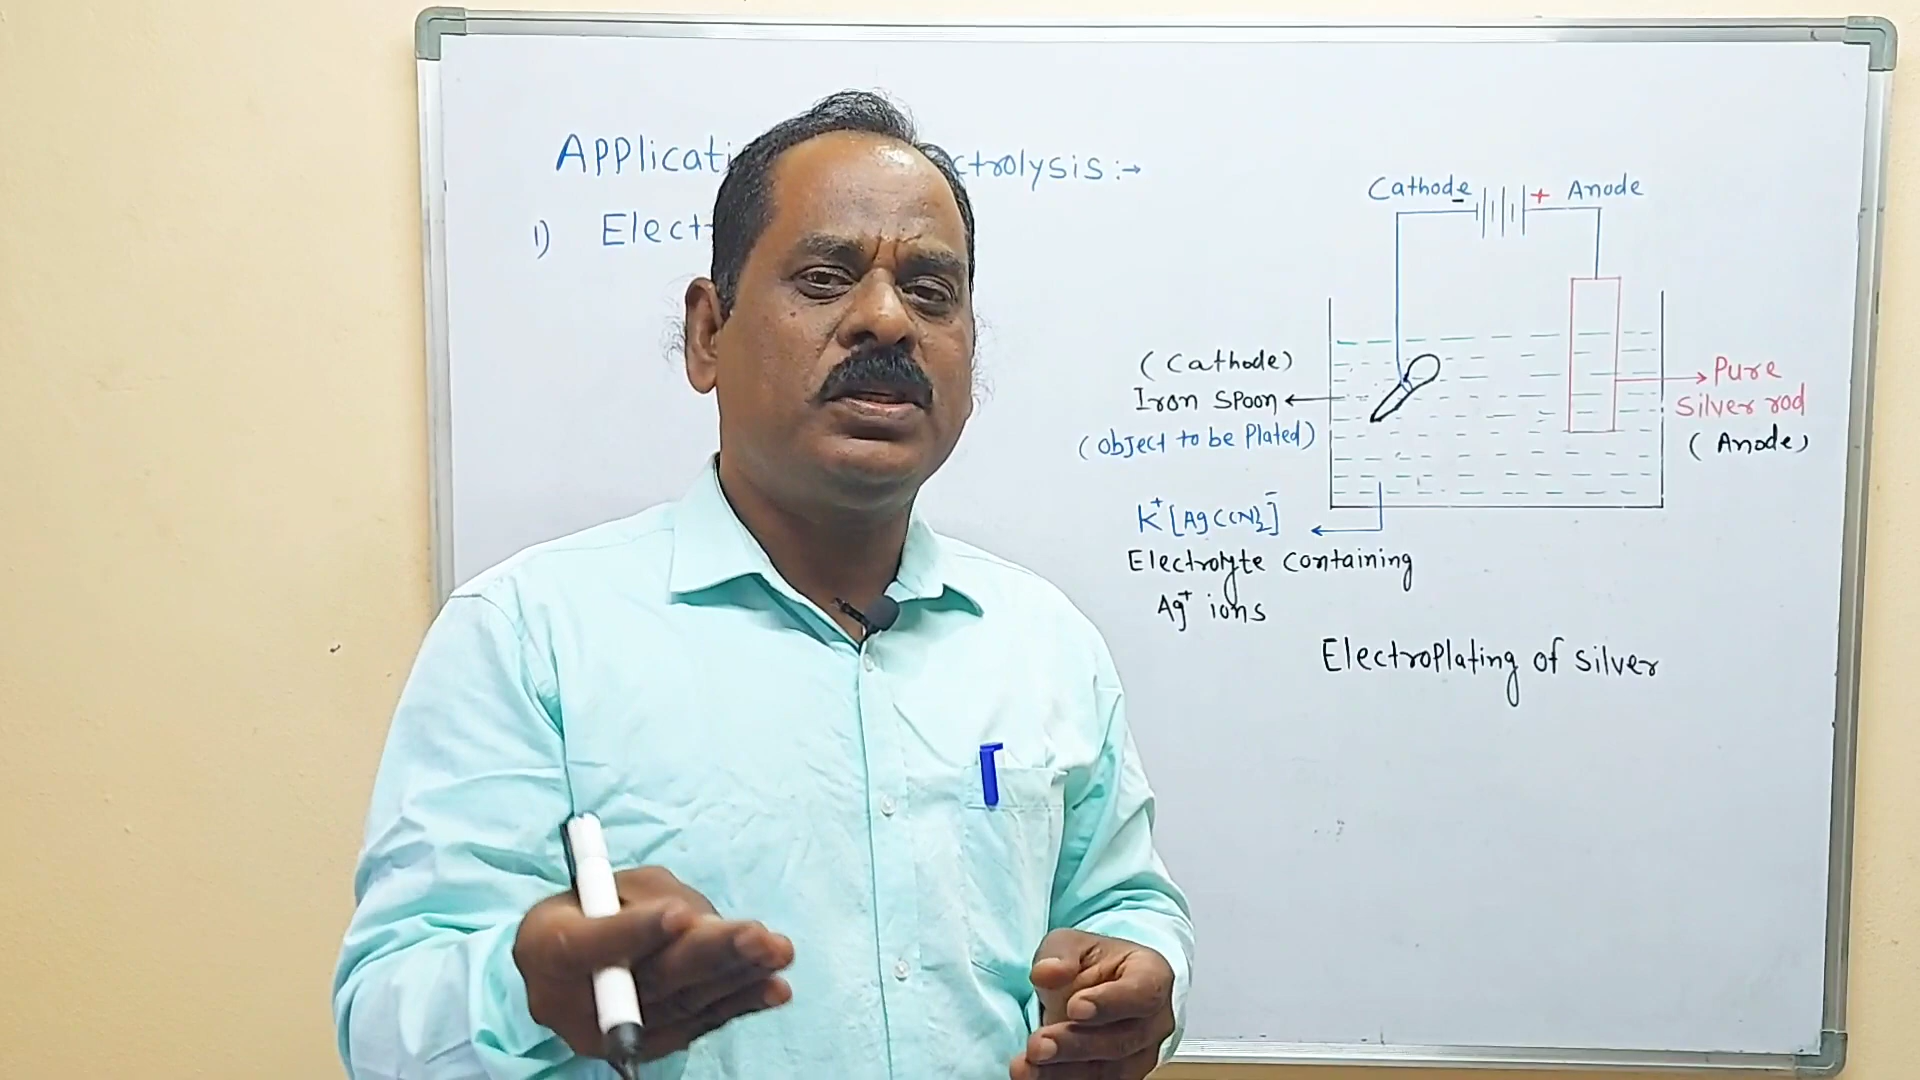 Applicati ctrolysis :→
1) Elect
Cathode - + Anode
(Cathode)
Iron Spoon
(Object to be Plated)
Pure
Silver rod
(Anode)
K⁺[Ag(CN)₂]⁻
Electrolyte containing
Ag⁺ ions
Electroplating of silver